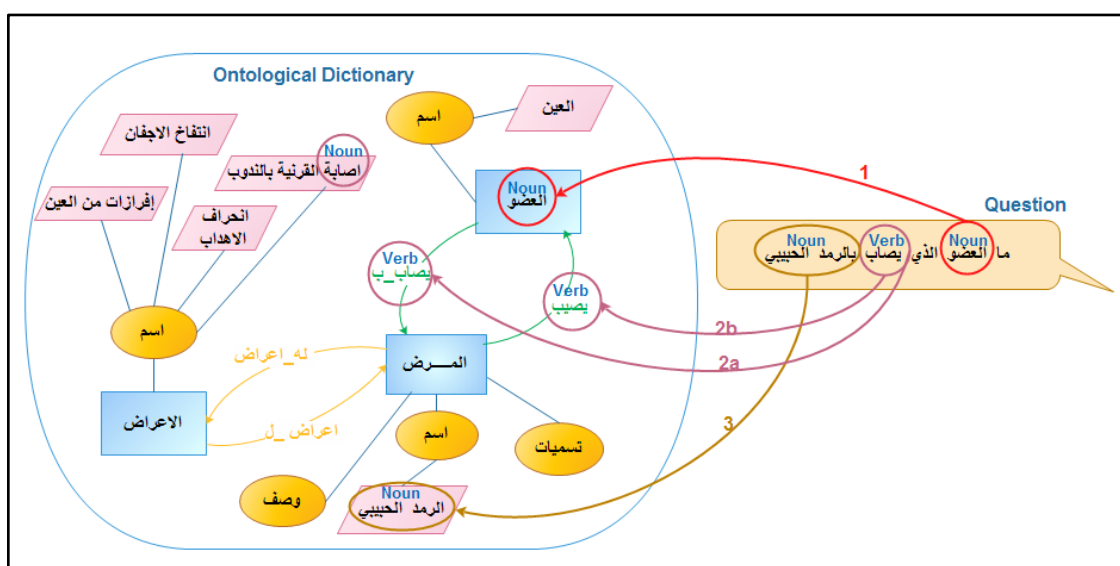 Ontological Dictionary
العين
اسم
انتفاخ الاجفان
Noun
اصابة القرنية بالندوب
إفرازات من العين
انحراف
الاهداب
Noun
العضو
1
Question
Noun
Verb
Noun
ما العضو الذي يصاب بالرمد الحبيبي
Verb
يصاب_ب
Verb
يصيب
2b
2a
اسم
له_اعراض
المـــرض
الاعراض
اعراض_ل
اسم
تسميات
3
وصف
Noun
الرمد الحبيبي